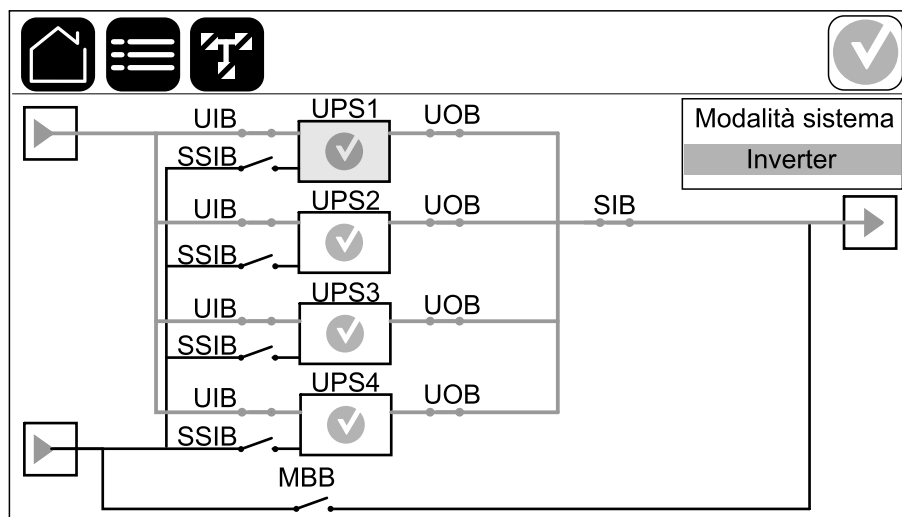 UPS1
UIB
UOB
SSIB
Modalità sistema
Inverter
UPS2
UIB
UOB
SIB
SSIB
UPS3
UIB
UOB
SSIB
UPS4
UIB
UOB
SSIB
MBB